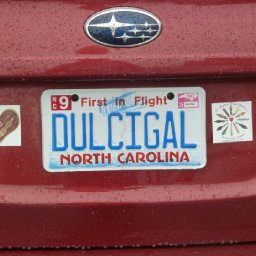 NC 9 First in Flight
DULCIGAL
NORTH CAROLINA